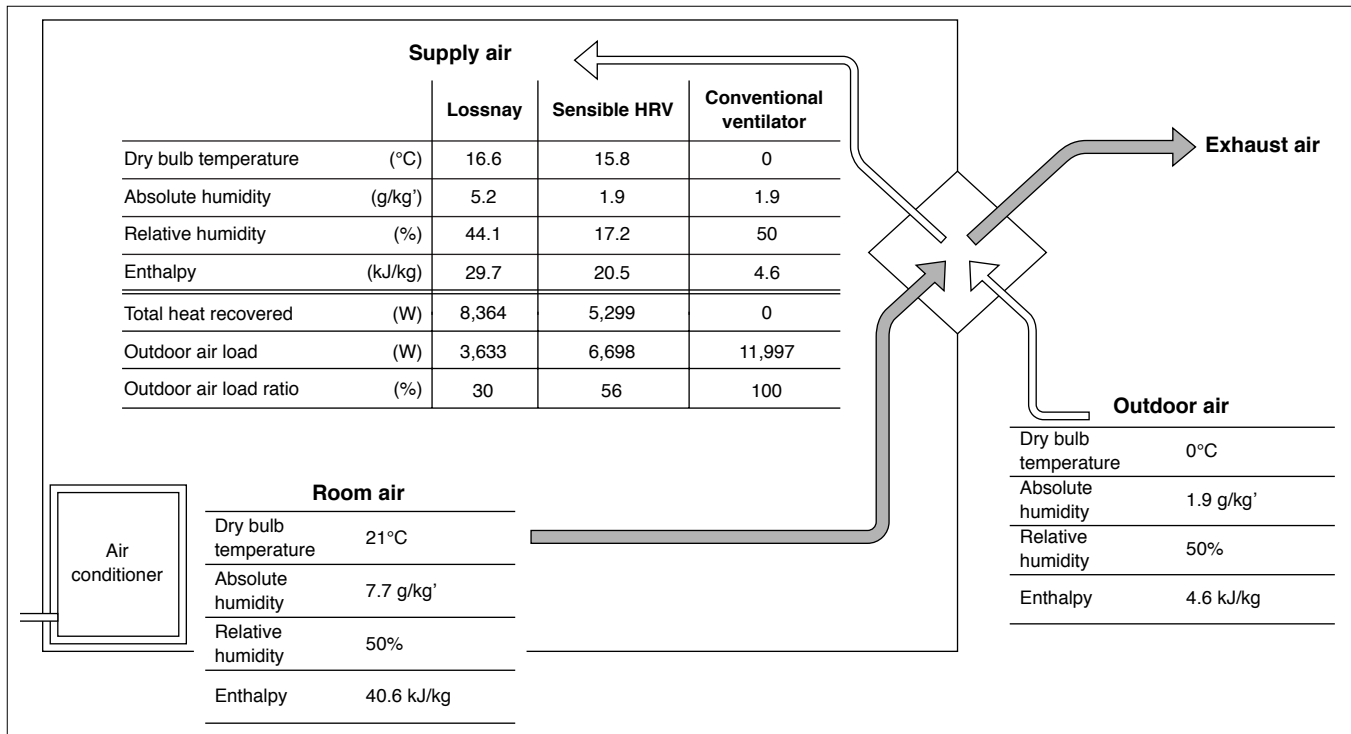 Supply air
Lossnay Sensible HRV Conventional
ventilator
Dry bulb temperature (°C) 16.6 15.8 0
Absolute humidity (g/kg’) 5.2 1.9 1.9
Relative humidity (%) 44.1 17.2 50
Enthalpy (kJ/kg) 29.7 20.5 4.6
Total heat recovered (W) 8,364 5,299 0
Outdoor air load (W) 3,633 6,698 11,997
Outdoor air load ratio (%) 30 56 100
Exhaust air
Outdoor air
Dry bulb
temperature 0°C
Absolute
humidity 1.9 g/kg’
Relative
humidity 50%
Enthalpy 4.6 kJ/kg
Air
conditioner
Room air
Dry bulb
temperature 21°C
Absolute
humidity 7.7 g/kg’
Relative
humidity 50%
Enthalpy 40.6 kJ/kg